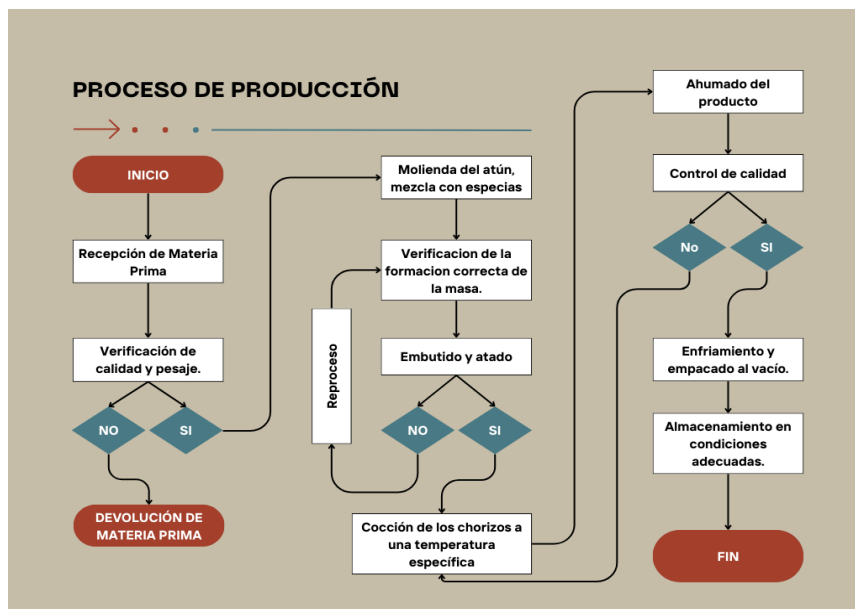 PROCESO DE PRODUCCIÓN
INICIO
Recepción de Materia
Prima
Verificación de
calidad y pesaje.
NO
SI
DEVOLUCIÓN DE
MATERIA PRIMA
Molienda del atún,
mezcla con especias
Verificacion de la
formacion correcta de
la masa.
Reproceso
Embutido y atado
NO
SI
Cocción de los chorizos a
una temperatura
específica
Ahumado del
producto
Control de calidad
No
SI
Enfriamiento y
empacado al vacío.
Almacenamiento en
condiciones
adecuadas.
FIN